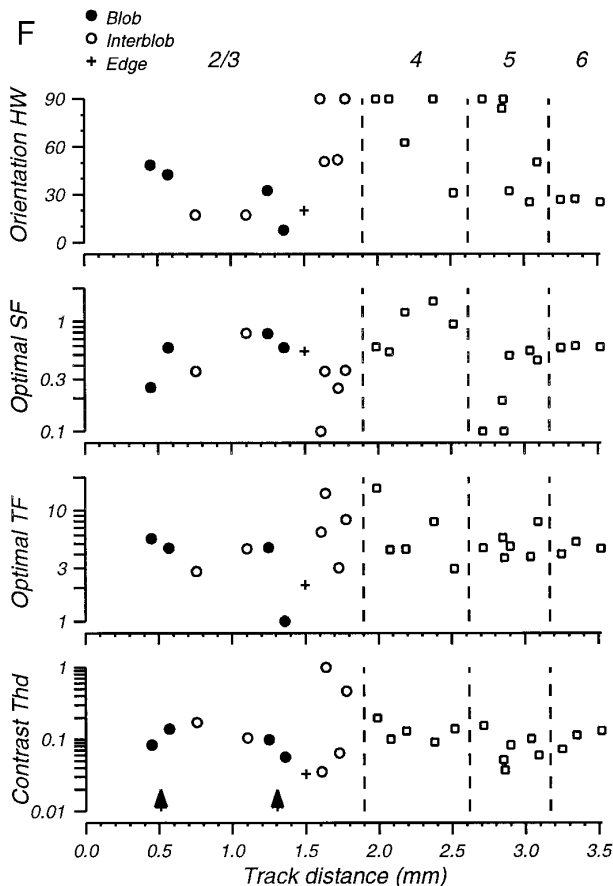 F
Blob
Interblob
+ Edge
2/3 4 5 6
Orientation HW
90
60
30
0
Optimal SF
1
0.3
0.1
Optimal TF
10
3
1
Contrast Thd
1
0.1
0.01
0.0 0.5 1.0 1.5 2.0 2.5 3.0 3.5
Track distance (mm)